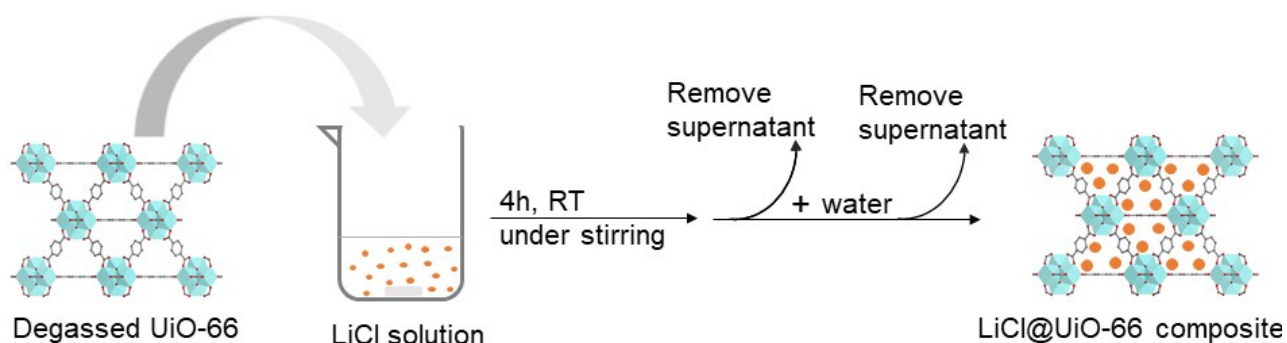 Degassed UiO-66
LiCl solution
4h, RT
under stirring
Remove
supernatant
+ water
Remove
supernatant
LiCl@UiO-66 composite